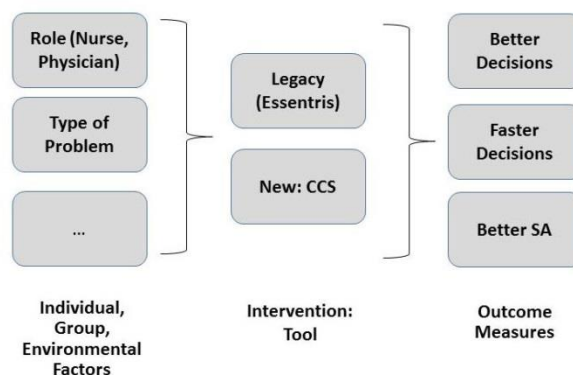 Role (Nurse,
Physician)
Type of
Problem
...
Individual,
Group,
Environmental
Factors
Legacy
(Essentris)
New: CCS
Intervention:
Tool
Better
Decisions
Faster
Decisions
Better SA
Outcome
Measures